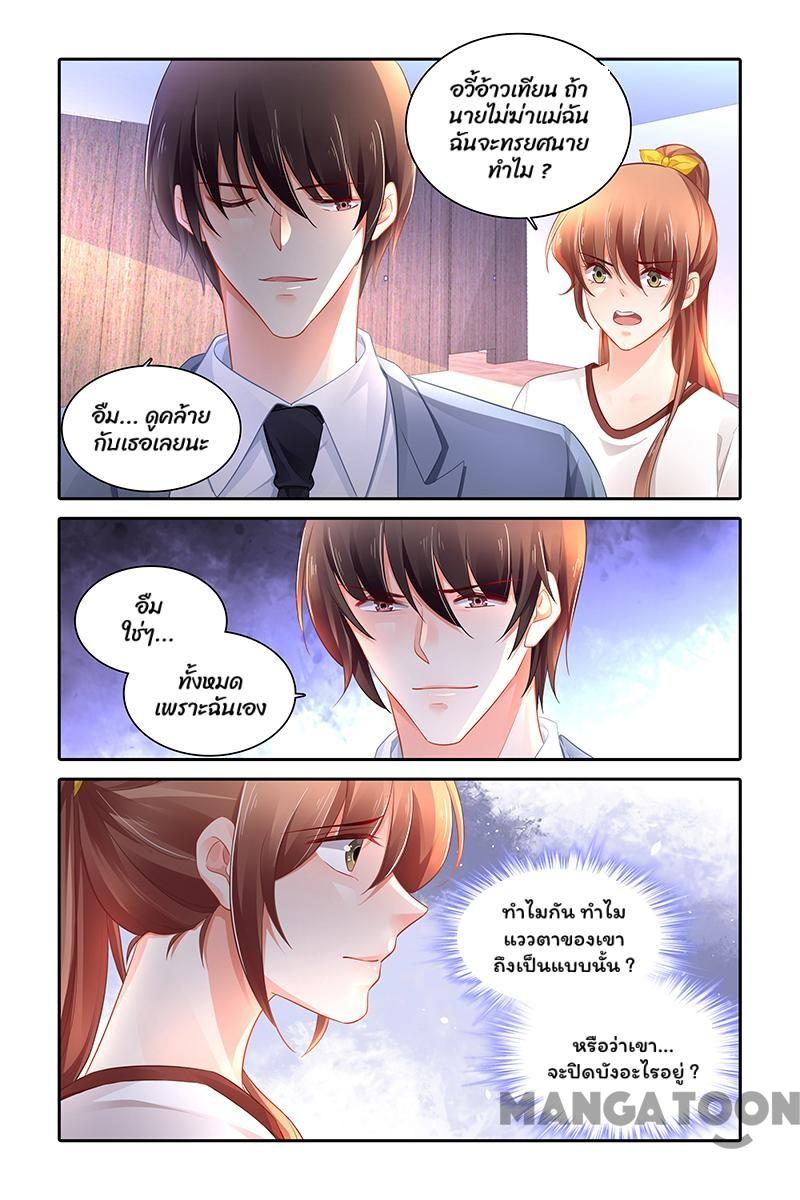 อวี้อ้าวเทียน ถ้า
นายไม่ฆ่าแม่ฉัน
ฉันจะทรยศนาย
ทำไม ?
อืม... ดูคล้าย
กับเธอเลยนะ
อืม
ใช่ๆ...
ทั้งหมด
เพราะฉันเอง
ทำไมกัน ทำไม
แววตาของเขา
ถึงเป็นแบบนั้น ?
หรือว่าเขา...
จะปิดบังอะไรอยู่ ?
MANGATOON